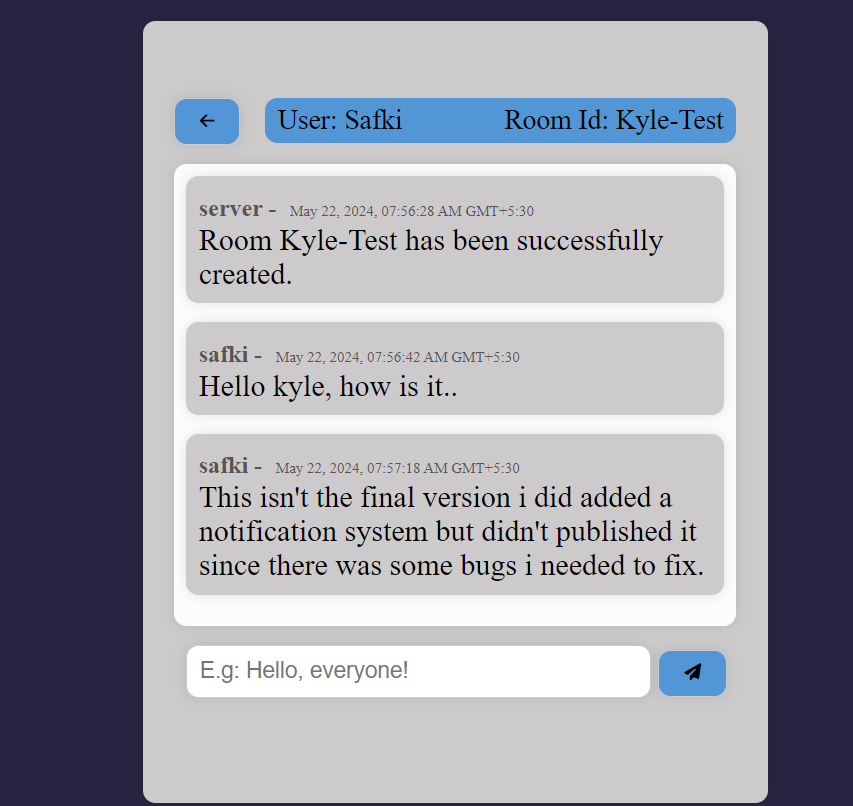 User: Safki Room Id: Kyle-Test
server - May 22, 2024, 07:56:28 AM GMT+5:30
Room Kyle-Test has been successfully
created.
safki - May 22, 2024, 07:56:42 AM GMT+5:30
Hello kyle, how is it..
safki - May 22, 2024, 07:57:18 AM GMT+5:30
This isn't the final version i did added a
notification system but didn't published it
since there was some bugs i needed to fix.
E.g: Hello, everyone!